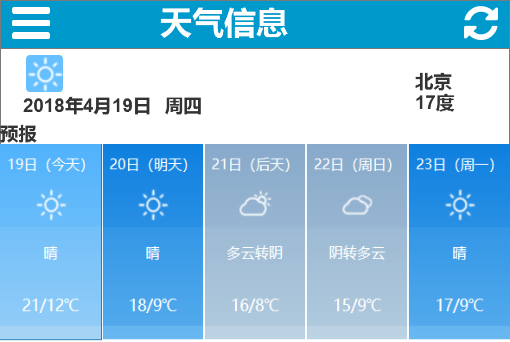 天气信息
北京
2018年4月19日 周四
17度
预报
19日（今天） 20日（明天） 21日（后天） 22日（周日） 23日（周一）
晴 晴 多云转阴 阴转多云 晴
21/12℃ 18/9℃ 16/8℃ 15/9℃ 17/9℃